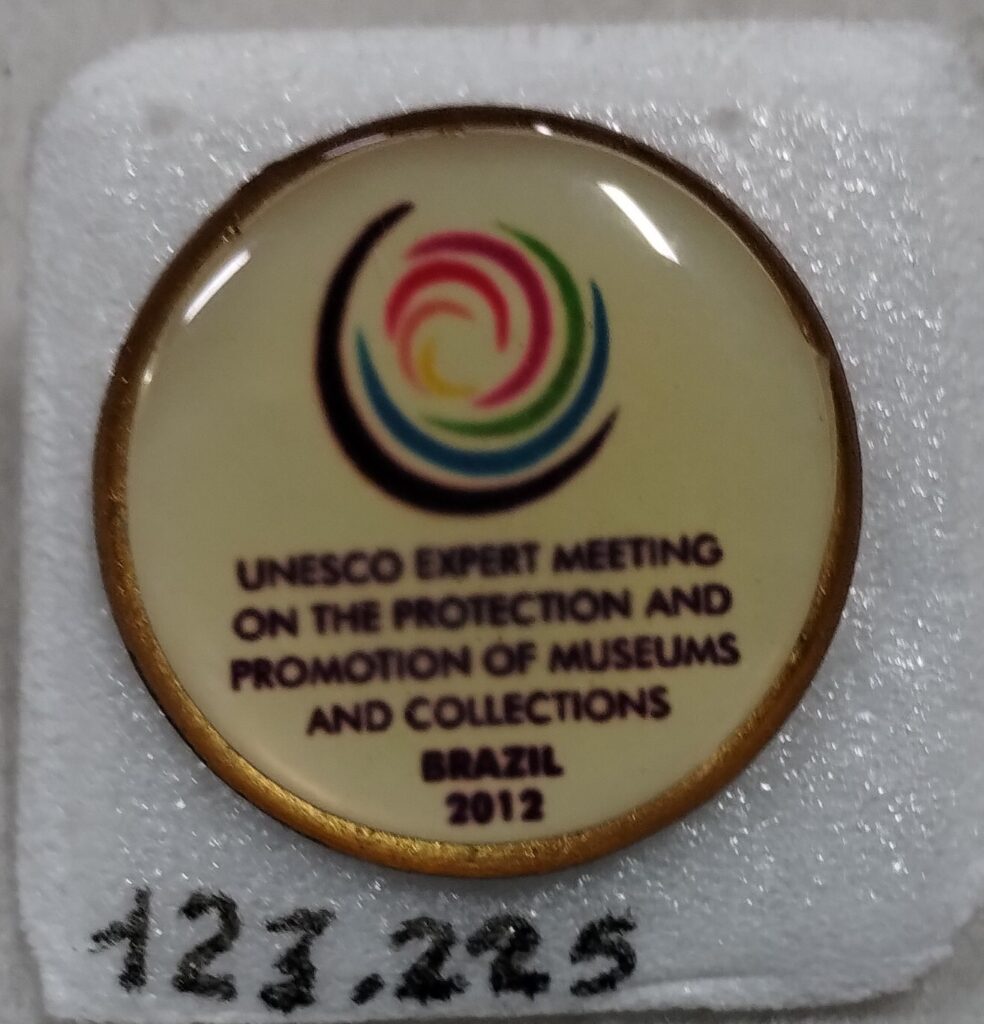 UNESCO EXPERT MEETING
ON THE PROTECTION AND
PROMOTION OF MUSEUMS
AND COLLECTIONS
BRAZIL
2012
123.225